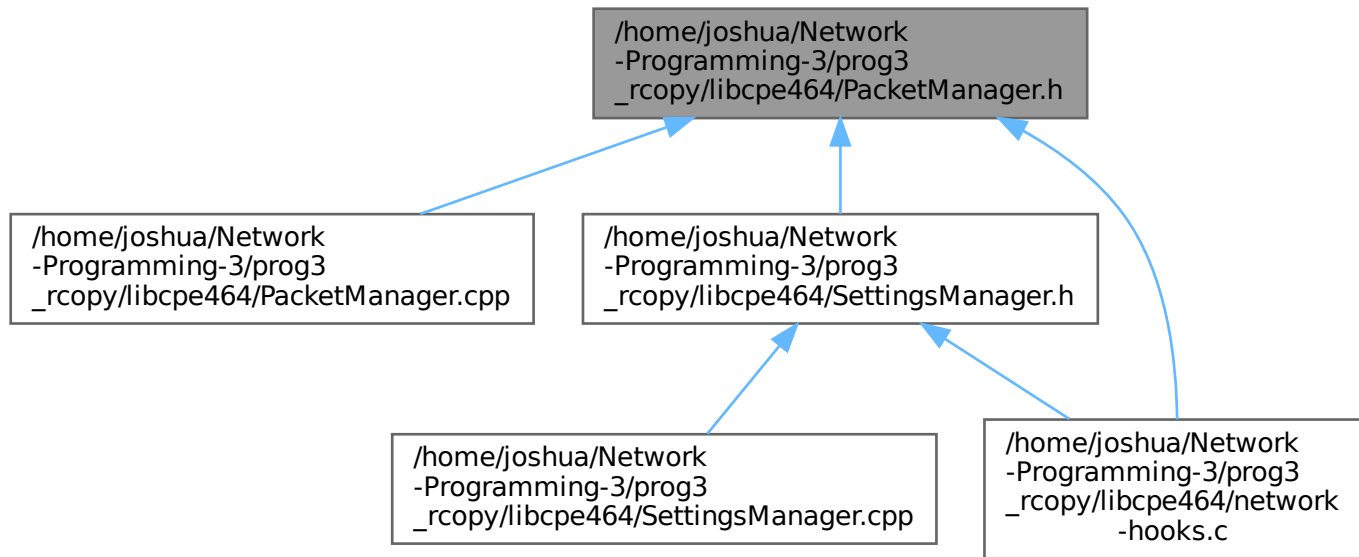 /home/joshua/Network
-Programming-3/prog3
_rcopy/libcpe464/PacketManager.h
/home/joshua/Network
-Programming-3/prog3
_rcopy/libcpe464/PacketManager.cpp
/home/joshua/Network
-Programming-3/prog3
_rcopy/libcpe464/SettingsManager.h
/home/joshua/Network
-Programming-3/prog3
_rcopy/libcpe464/SettingsManager.cpp
/home/joshua/Network
-Programming-3/prog3
_rcopy/libcpe464/network
-hooks.c